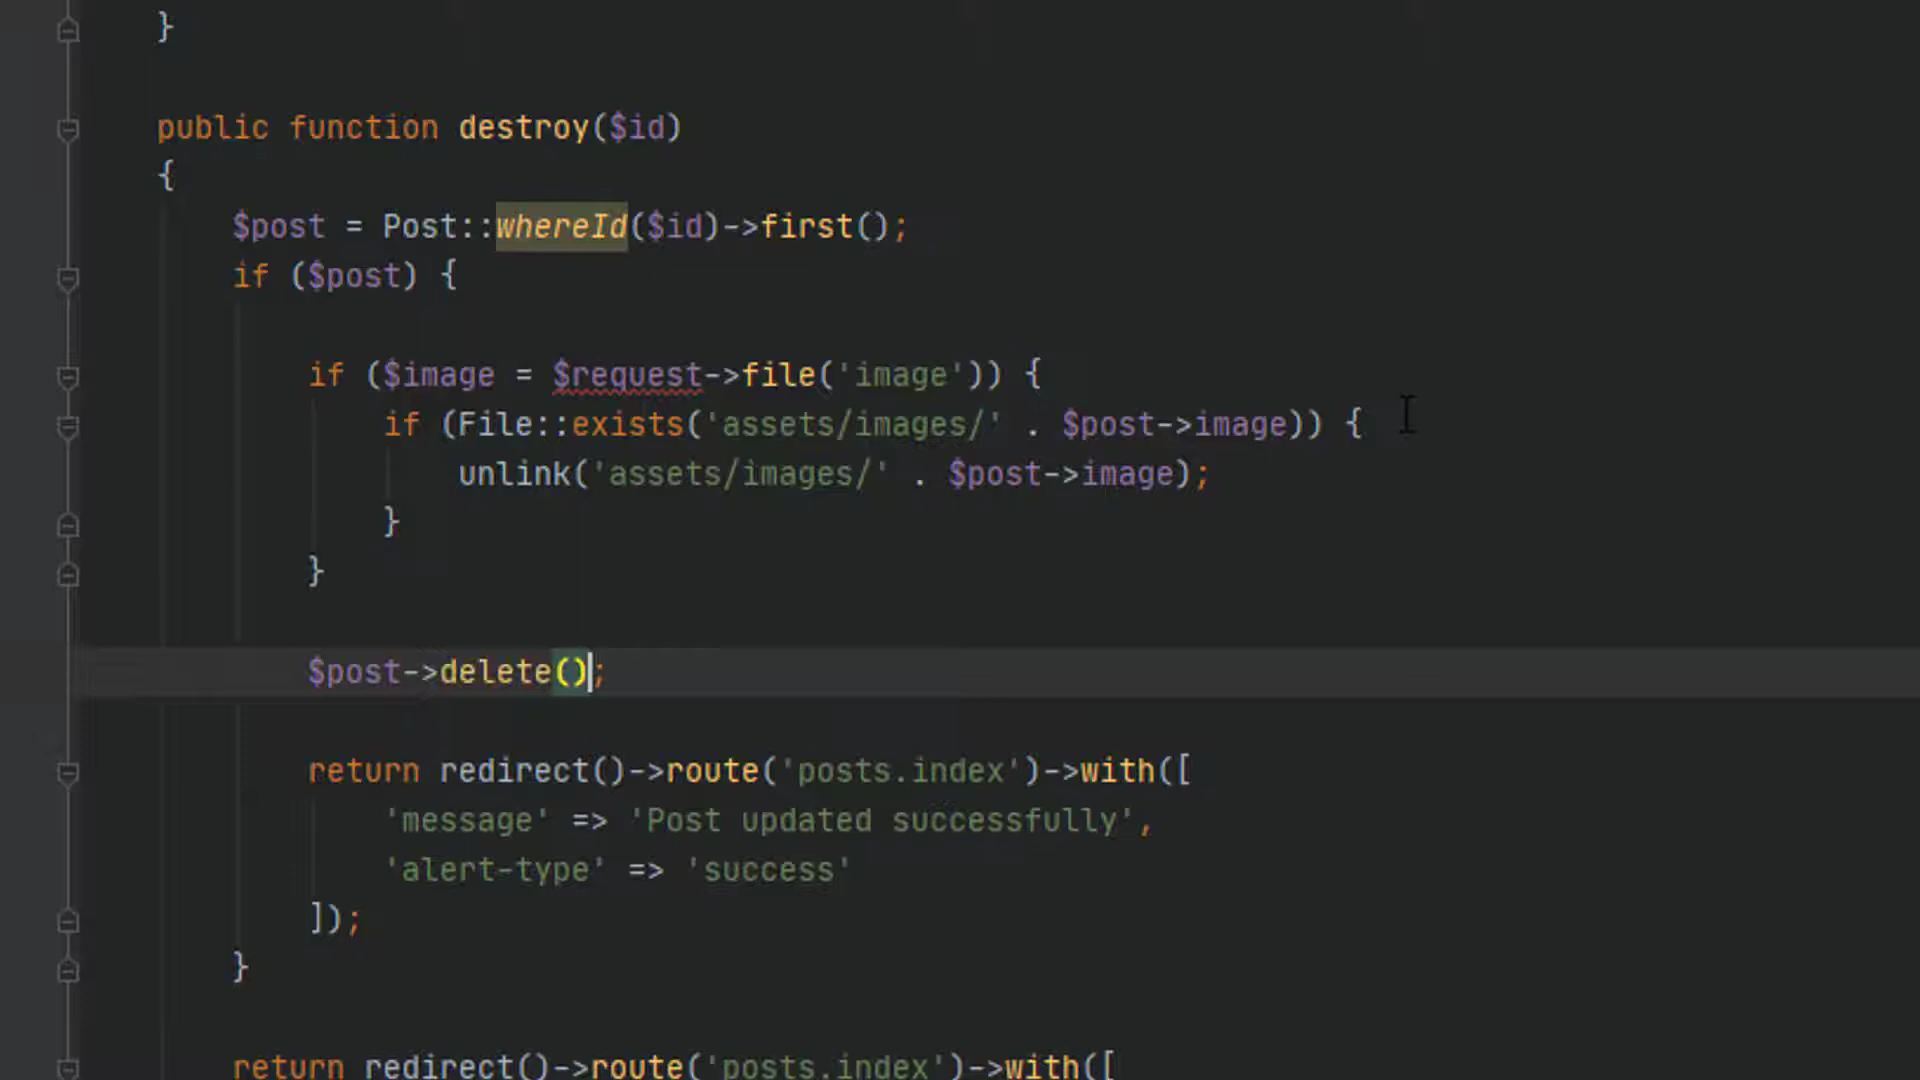 }
public function destroy($id)
{
$post = Post::whereId($id)->first();
if ($post) {
if ($image = $request->file('image')) {
if (File::exists('assets/images/' . $post->image)) {
unlink('assets/images/' . $post->image);
}
}
$post->delete();
return redirect()->route('posts.index')->with([
'message' => 'Post updated successfully',
'alert-type' => 'success'
]);
}
return redirect()->route('posts.index')->with([